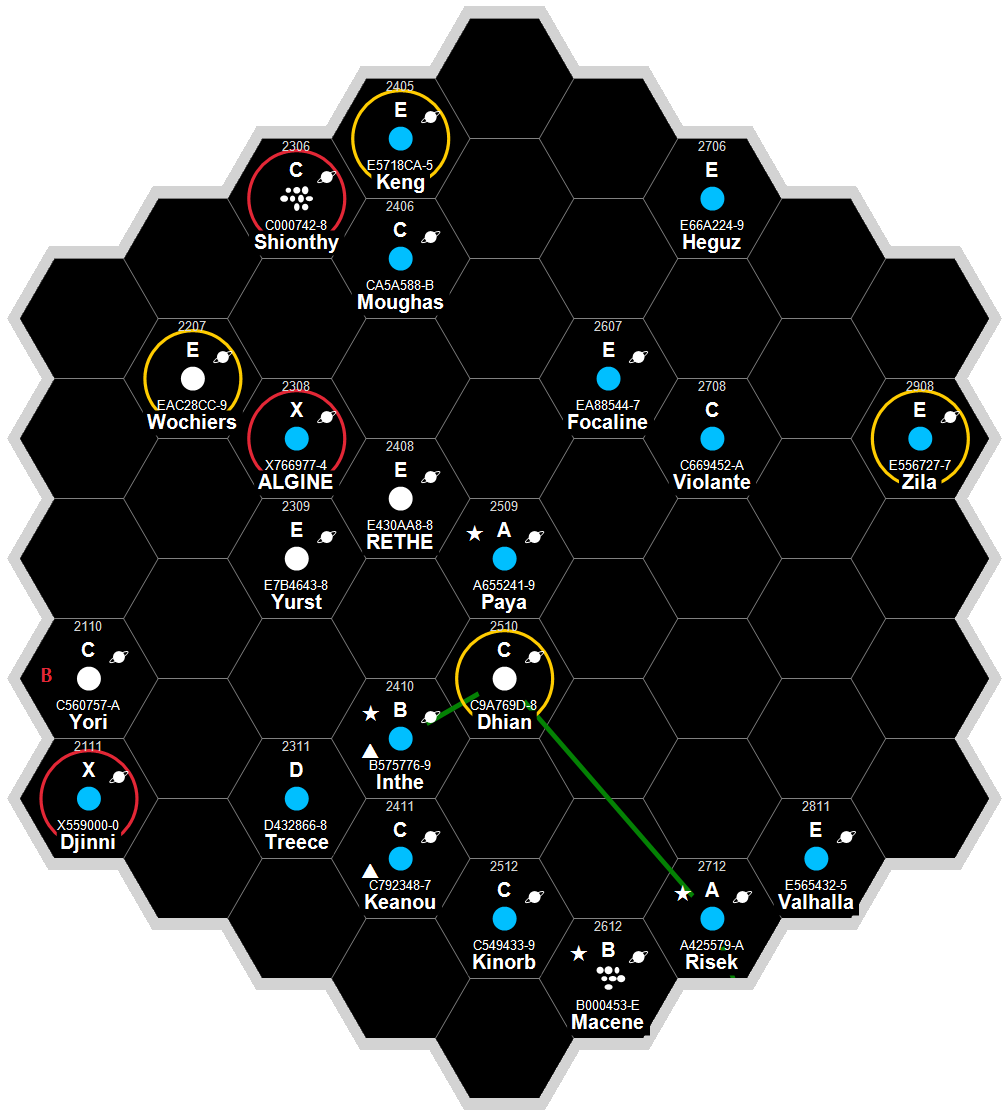 2405
E
E5718CA-5
Keng
2306
C
C000742-8
Shionthy
2706
E
E66A224-9
Heguz
2406
C
CA5A588-B
Moughas
2207
E
EAC28CC-9
Wochiers
2607
E
EA88544-7
Focaline
2308
X
X766977-4
ALGINE
2708
C
C669452-A
Violante
2908
E
E556727-7
Zila
2408
E
E430AA8-8
RETHE
2309
E
E7B4643-8
Yurst
2509
A
A655241-9
Paya
2110
C
B
C560757-A
Yori
2510
C
C9A769D-8
Dhian
2410
B
B575776-9
Inthe
2111
X
X559000-0
Djinni
2311
D
D432866-8
Treece
2411
C
C792348-7
Keanou
2811
E
E565432-5
Valhalla
2512
C
C549433-9
Kinorb
2712
A
A425579-A
Risek
2612
B
B000453-E
Macene